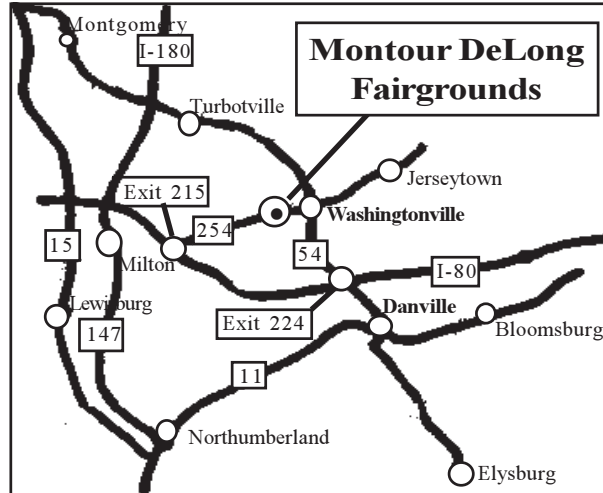 Montgomery
I-180
Montour DeLong
Fairgrounds
Turbotville
Jerseytown
Exit 215
Washingtonville
254
15
Milton
54
I-80
Lewisburg
Exit 224
Danville
Bloomsburg
147
11
Northumberland
Elysburg